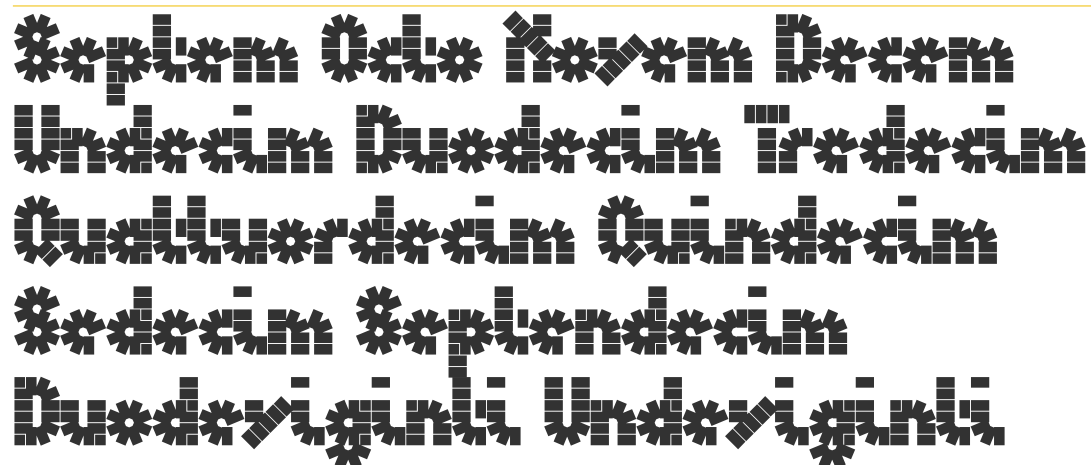 Septem Octo Novem Decem
Undecim Duodecim Tredecim
Quattuordecim Quindecim
Sedecim Septendecim
Duodeviginti Undeviginti